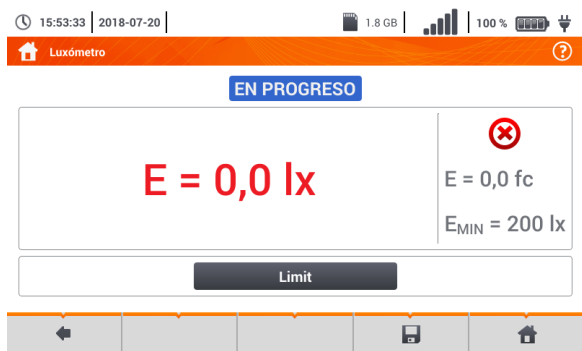 15:53:33 2018-07-20 1.8 GB 100 %
Luxómetro ?
EN PROGRESO
E = 0,0 lx
E = 0,0 fc
EMIN = 200 lx
Limit